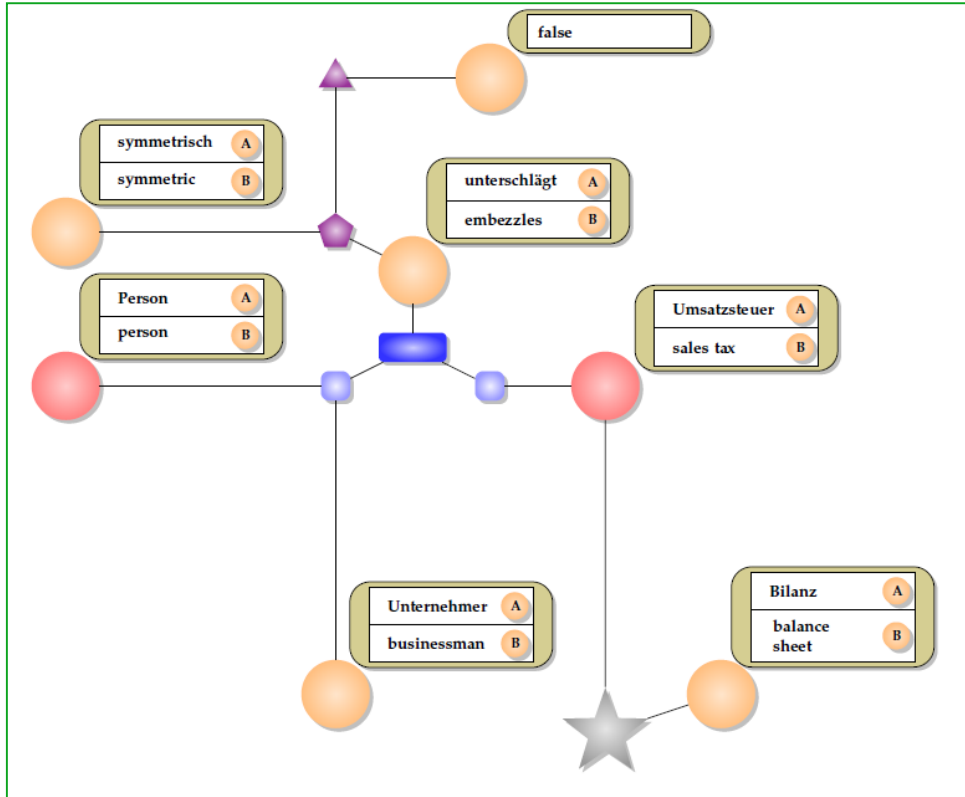 false
symmetrisch A
symmetric B
unterschlägt A
embezzles B
Person A
person B
Umsatzsteuer A
sales tax B
Unternehmer A
businessman B
Bilanz A
balance
sheet B